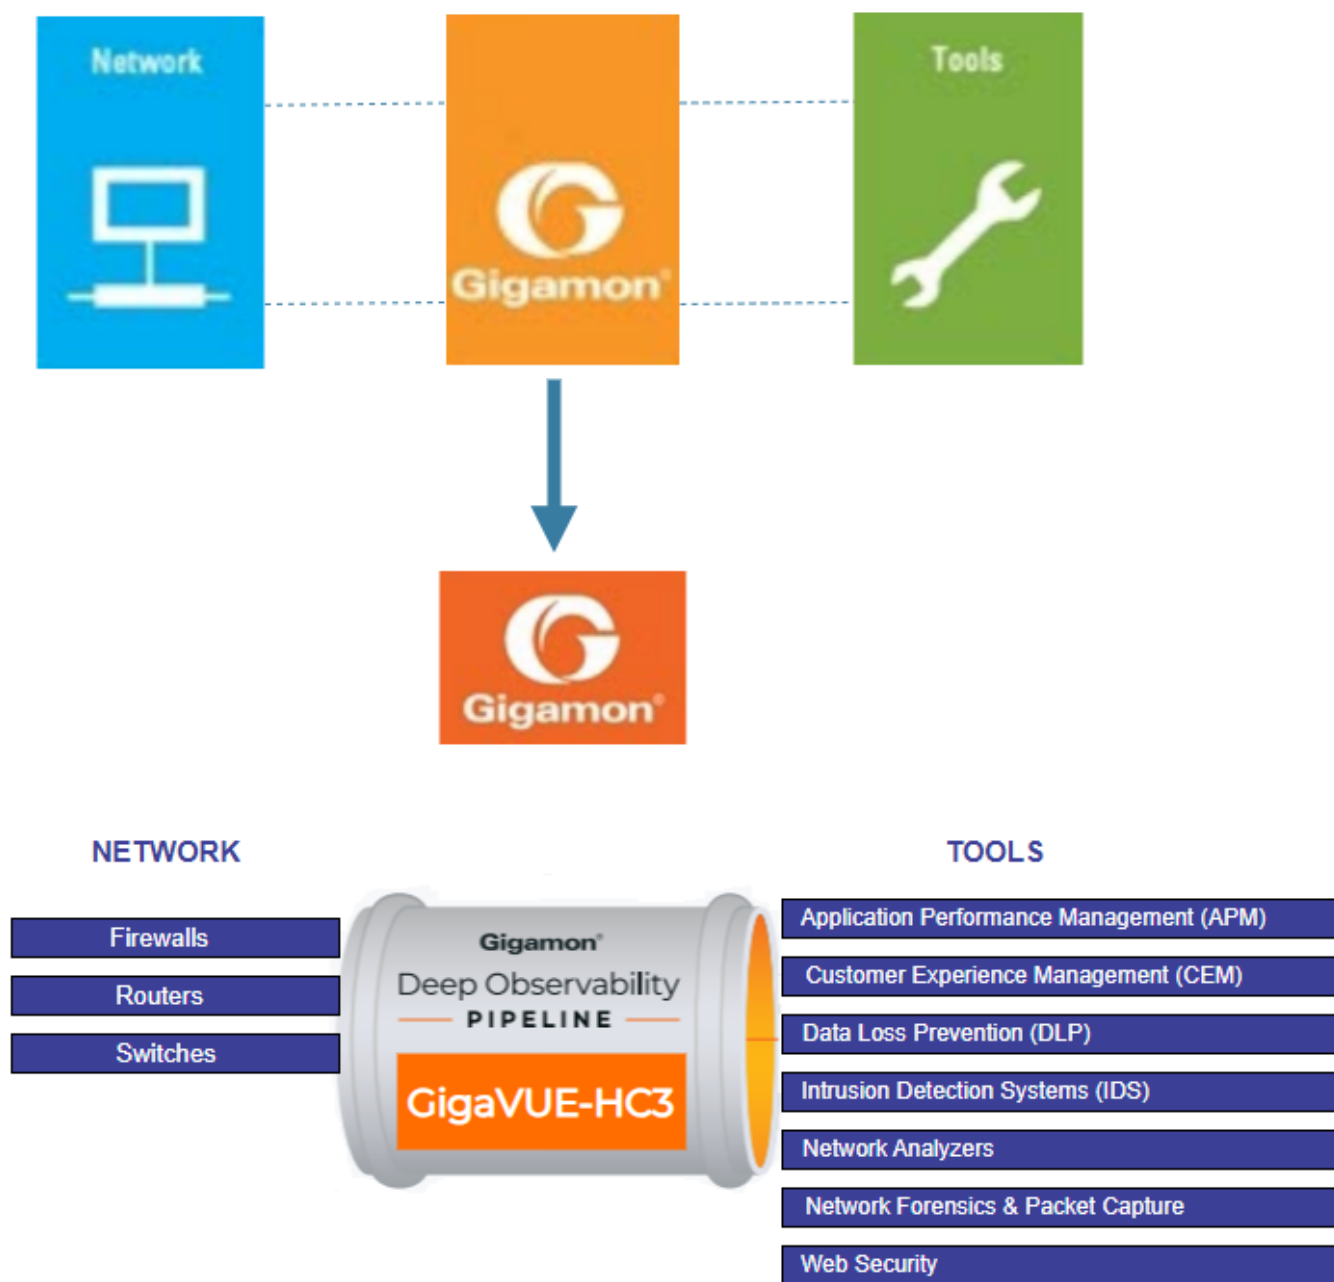 Network
Tools
Gigamon®
Gigamon®
NETWORK
TOOLS
Firewalls
Routers
Switches
Gigamon®
Deep Observability
PIPELINE
GigaVUE-HC3
Application Performance Management (APM)
Customer Experience Management (CEM)
Data Loss Prevention (DLP)
Intrusion Detection Systems (IDS)
Network Analyzers
Network Forensics & Packet Capture
Web Security